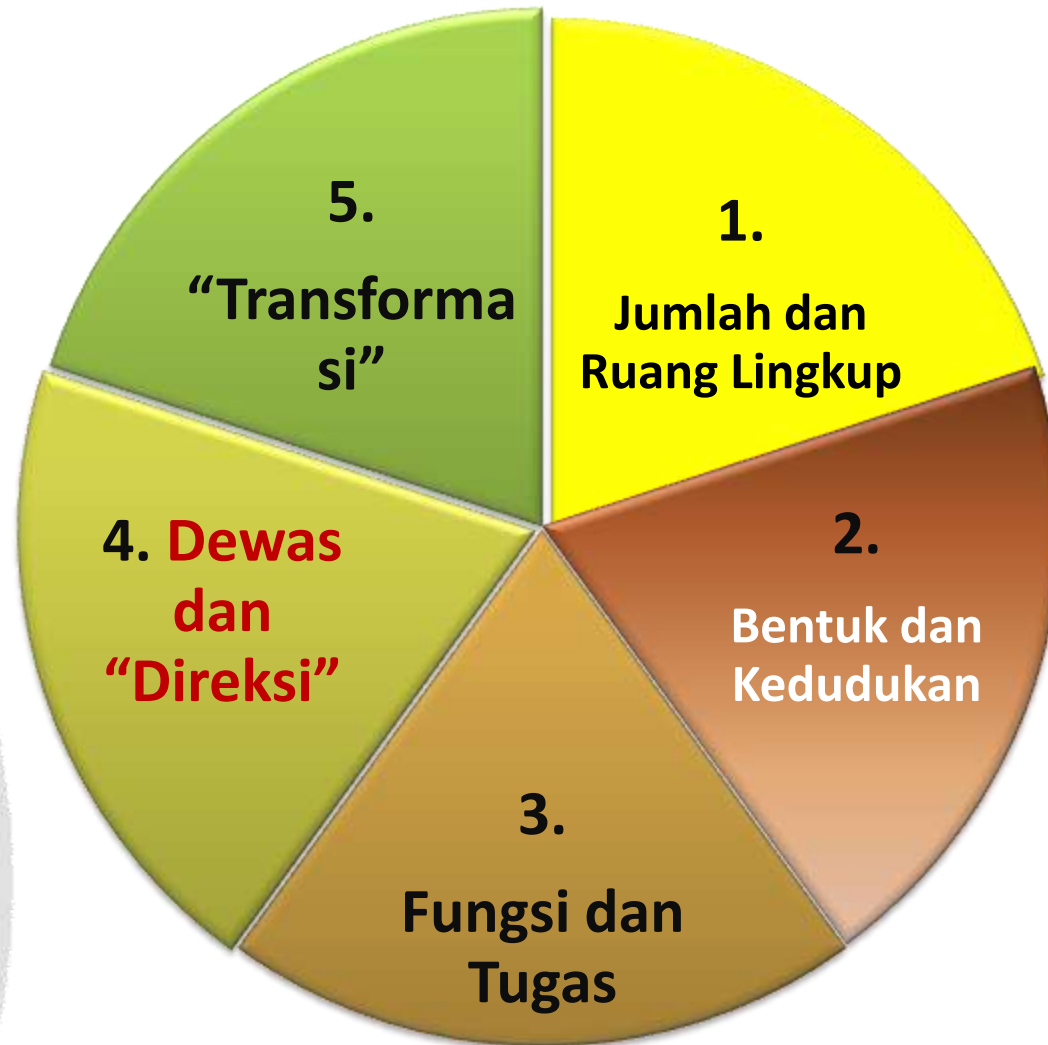 1.
Jumlah dan
Ruang Lingkup
2.
Bentuk dan
Kedudukan
3.
Fungsi dan
Tugas
4. Dewas
dan
“Direksi”
5.
“Transforma
si”